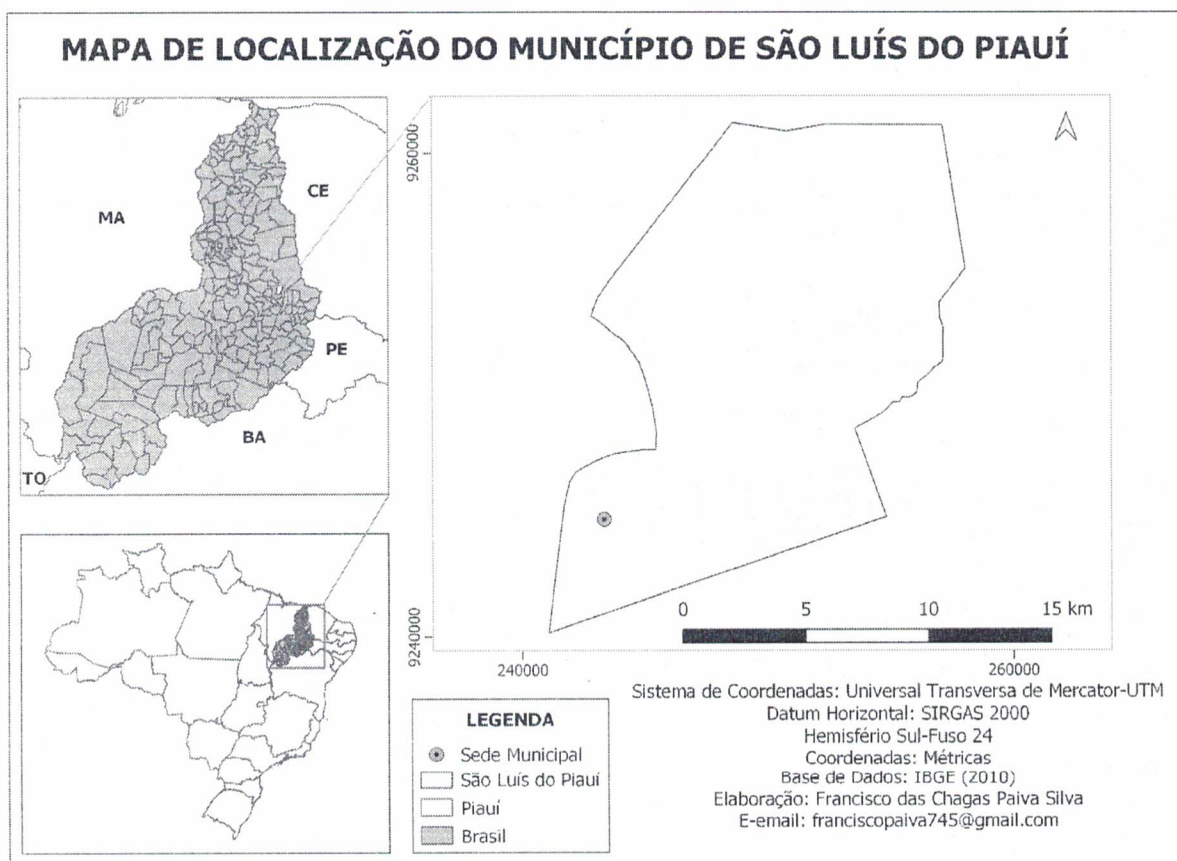 MAPA DE LOCALIZAÇÃO DO MUNICÍPIO DE SÃO LUÍS DO PIAUÍ
MA
CE
PE
BA
TO
9260000
9240000
240000
260000
0 5 10 15 km
LEGENDA
Sede Municipal
São Luís do Piauí
Piauí
Brasil
Sistema de Coordenadas: Universal Transversa de Mercator-UTM
Datum Horizontal: SIRGAS 2000
Hemisfério Sul-Fuso 24
Coordenadas: Métricas
Base de Dados: IBGE (2010)
Elaboração: Francisco das Chagas Paiva Silva
E-email: franciscopaiva745@gmail.com